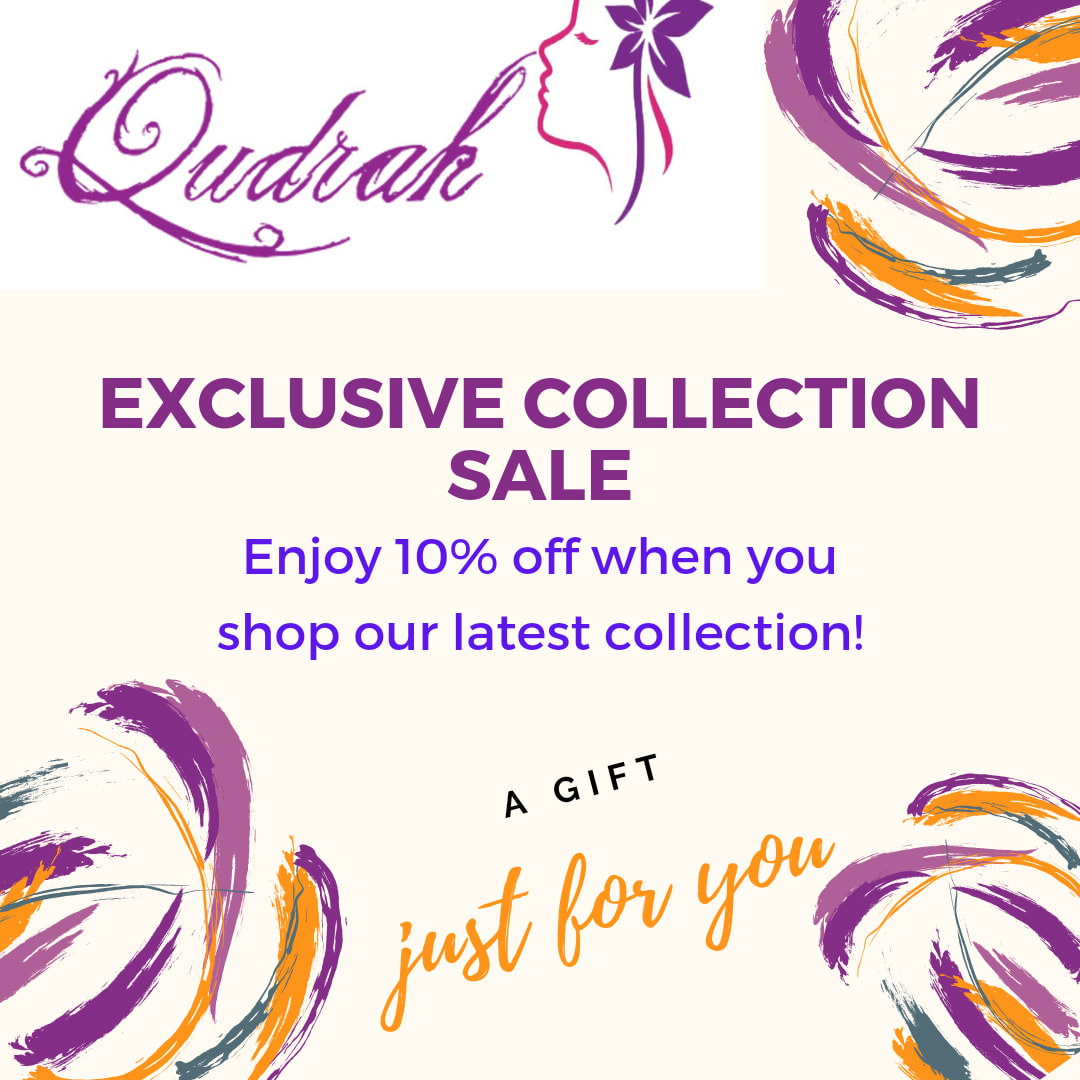 Qudrah
EXCLUSIVE COLLECTION
SALE
Enjoy 10% off when you
shop our latest collection!
A GIFT
just for you